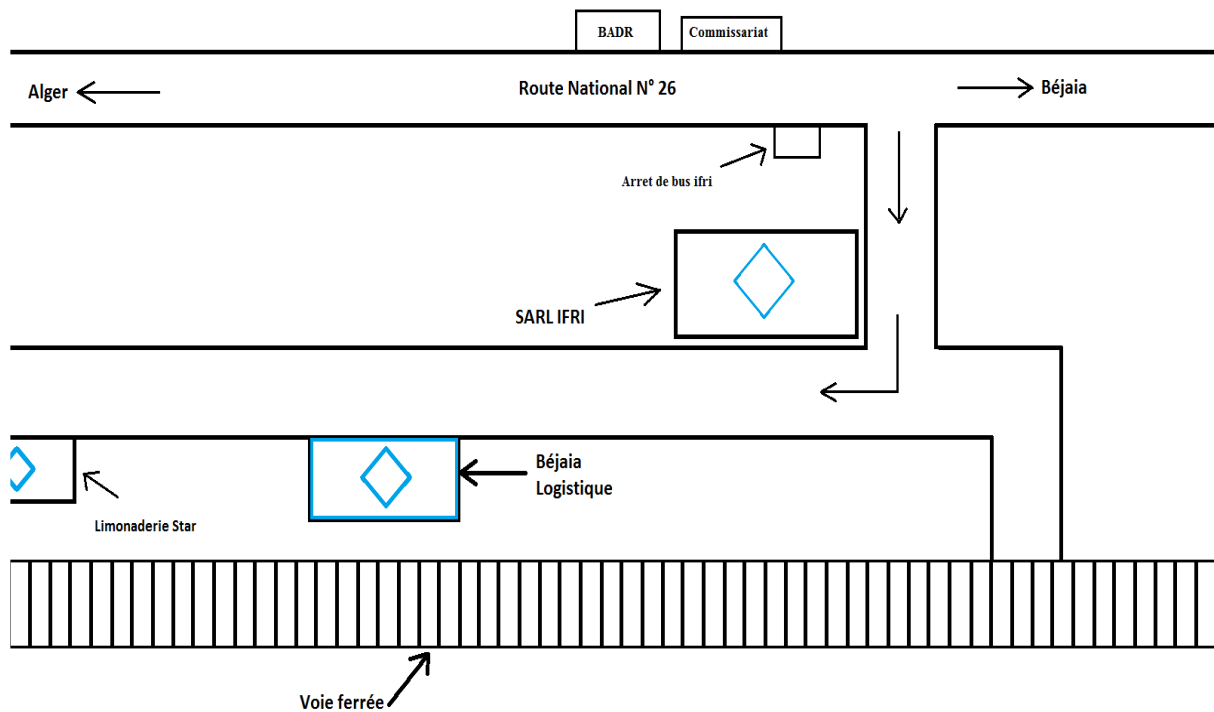 BADR
Commissariat
Alger
Route National N° 26
Béjaia
Arret de bus ifri
SARL IFRI
Béjaia
Logistique
Limonaderie Star
Voie ferrée